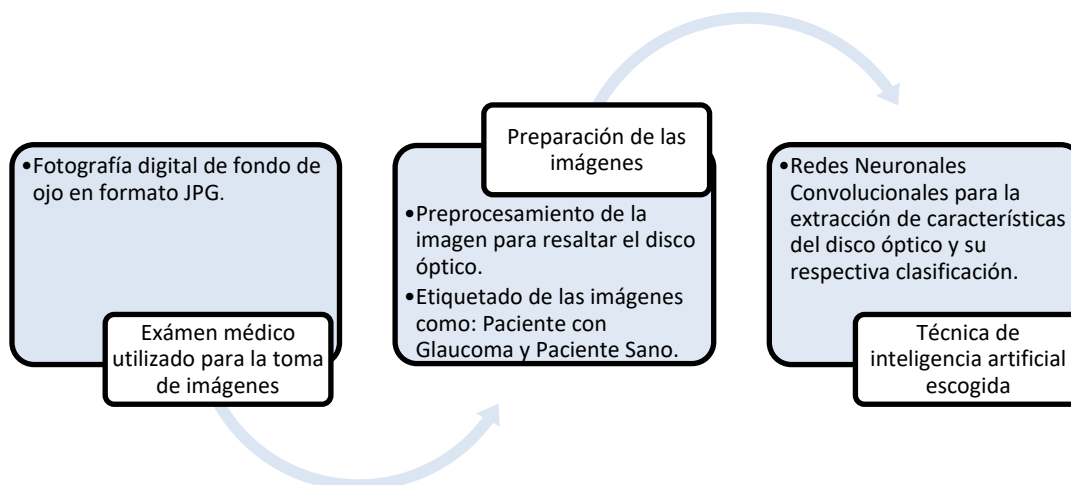 •Fotografía digital de fondo de
ojo en formato JPG.
Exámen médico
utilizado para la toma
de imágenes
Preparación de las
imágenes
•Preprocesamiento de la
imagen para resaltar el disco
óptico.
•Etiquetado de las imágenes
como: Paciente con
Glaucoma y Paciente Sano.
•Redes Neuronales
Convolucionales para la
extracción de características
del disco óptico y su
respectiva clasificación.
Técnica de
inteligencia artificial
escogida